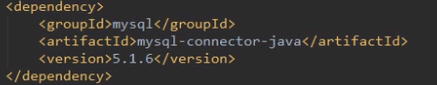 <dependency>
<groupId>mysql</groupId>
<artifactId>mysql-connector-java</artifactId>
<version>5.1.6</version>
</dependency>